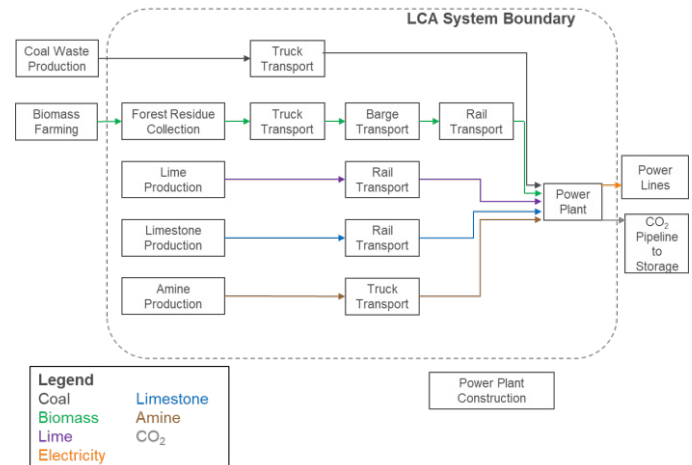 LCA System Boundary
Coal Waste
Production
Truck
Transport
Biomass
Farming
Forest Residue
Collection
Truck
Transport
Barge
Transport
Rail
Transport
Lime
Production
Rail
Transport
Power
Plant
Power
Lines
Limestone
Production
Rail
Transport
CO2
Pipeline
to
Storage
Amine
Production
Truck
Transport
Power Plant
Construction
Legend
Coal
Limestone
Biomass
Amine
Lime
CO2
Electricity